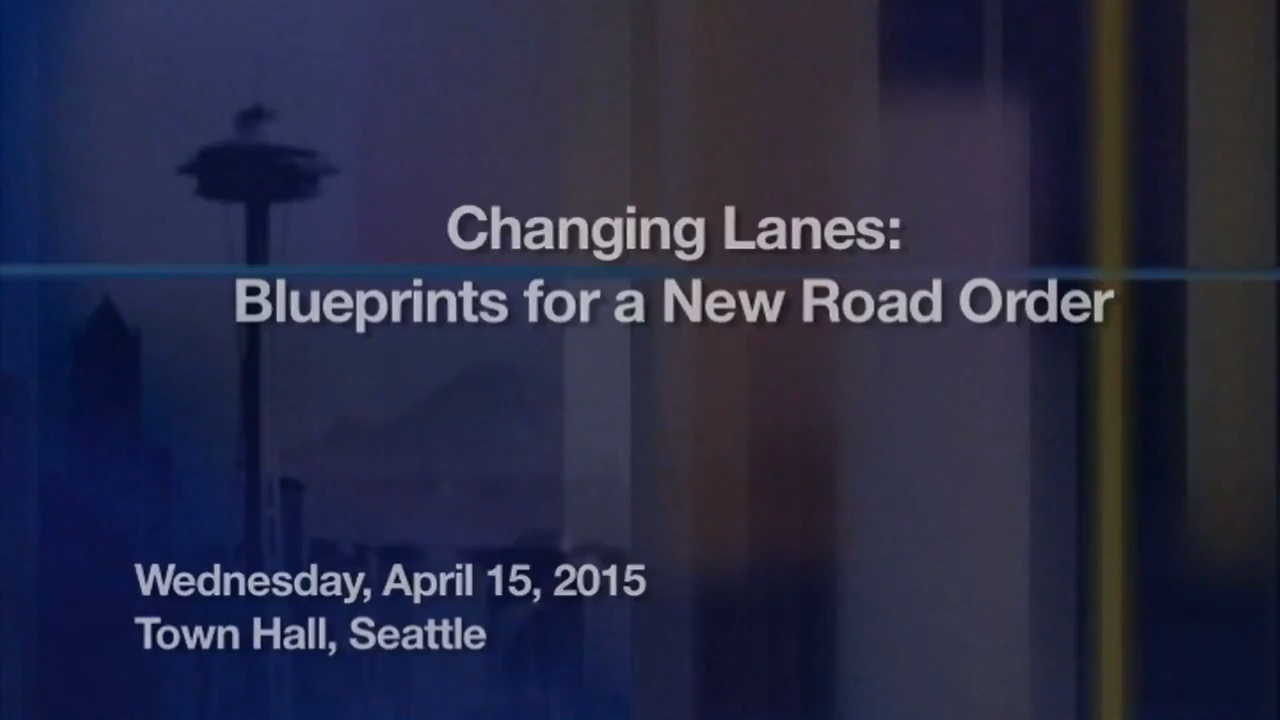 Changing Lanes:
Blueprints for a New Road Order
Wednesday, April 15, 2015
Town Hall, Seattle